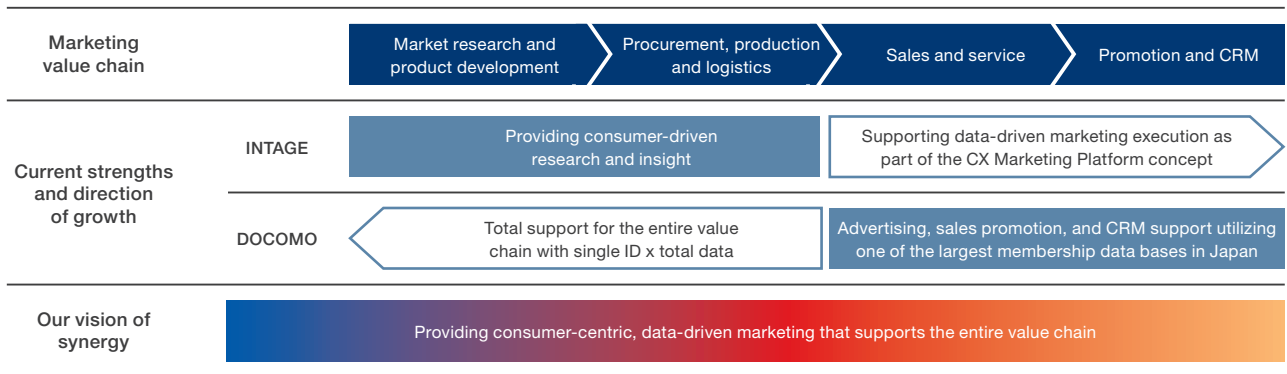 Marketing
value chain
Market research and
product development
Procurement, production
and logistics
Sales and service
Promotion and CRM
Current strengths
and direction
of growth
INTAGE
Providing consumer-driven
research and insight
Supporting data-driven marketing execution as
part of the CX Marketing Platform concept
DOCOMO
Total support for the entire value
chain with single ID x total data
Advertising, sales promotion, and CRM support utilizing
one of the largest membership data bases in Japan
Our vision of
synergy
Providing consumer-centric, data-driven marketing that supports the entire value chain